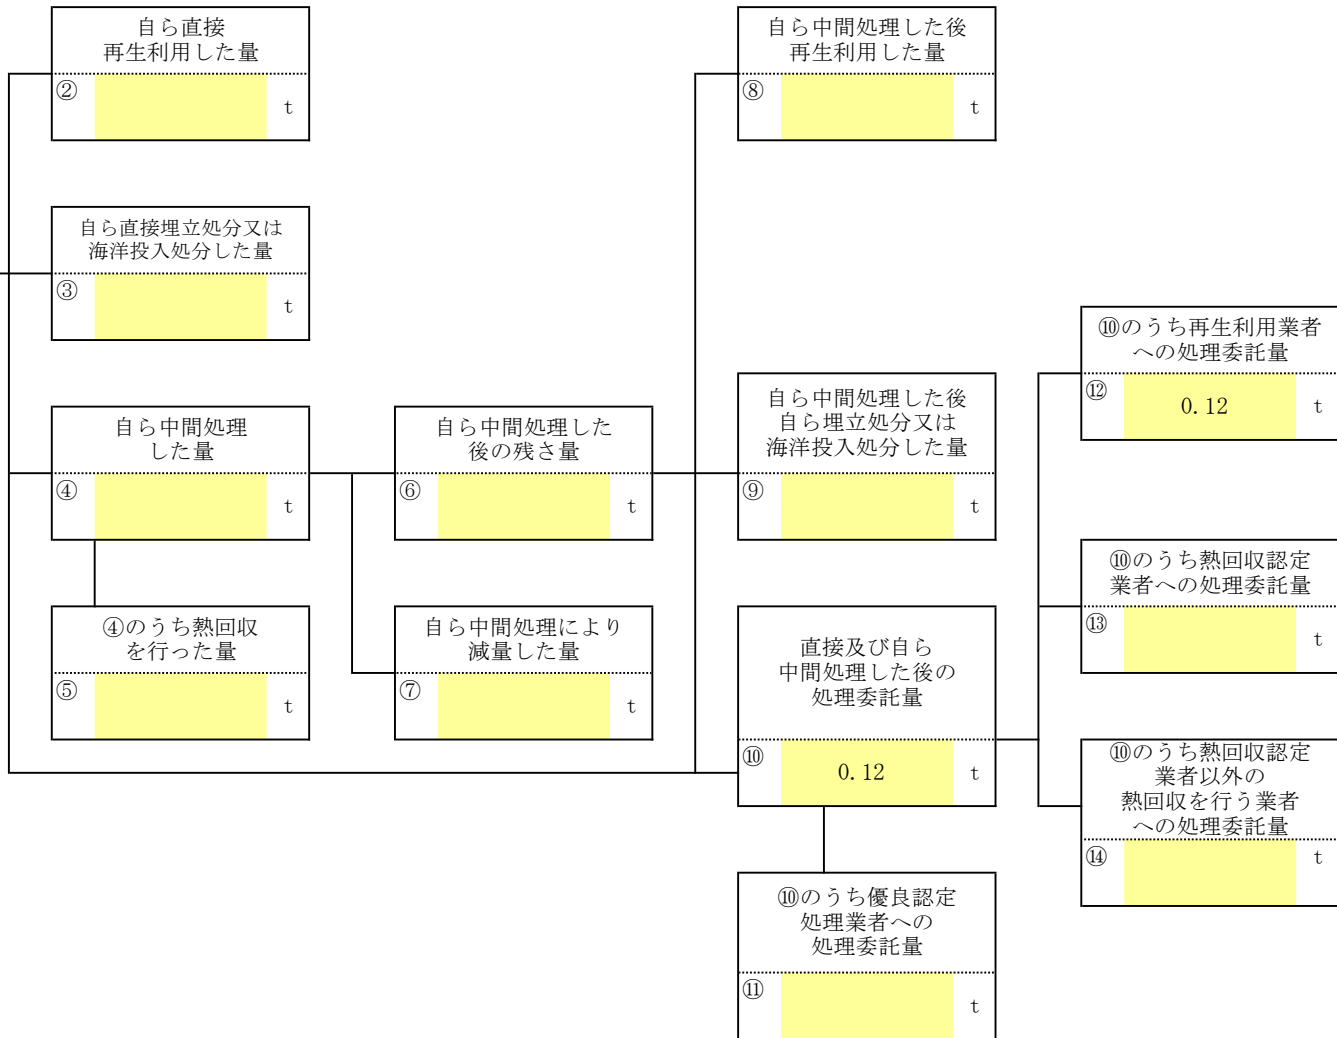 自ら直接
再生利用した量
②
t
自ら中間処理した後
再生利用した量
⑧
t
自ら直接埋立処分又は
海洋投入処分した量
③
t
⑩のうち再生利用業者
への処理委託量
⑫
0.12
t
自ら中間処理
した量
④
t
自ら中間処理した
後の残さ量
⑥
t
自ら中間処理した後
自ら埋立処分又は
海洋投入処分した量
⑨
t
⑩のうち熱回収認定
業者への処理委託量
⑬
t
④のうち熱回収
を行った量
⑤
t
自ら中間処理により
減量した量
⑦
t
直接及び自ら
中間処理した後の
処理委託量
⑩
0.12
t
⑩のうち熱回収認定
業者以外の
熱回収を行う業者
への処理委託量
⑭
t
⑩のうち優良認定
処理業者への
処理委託量
⑪
t